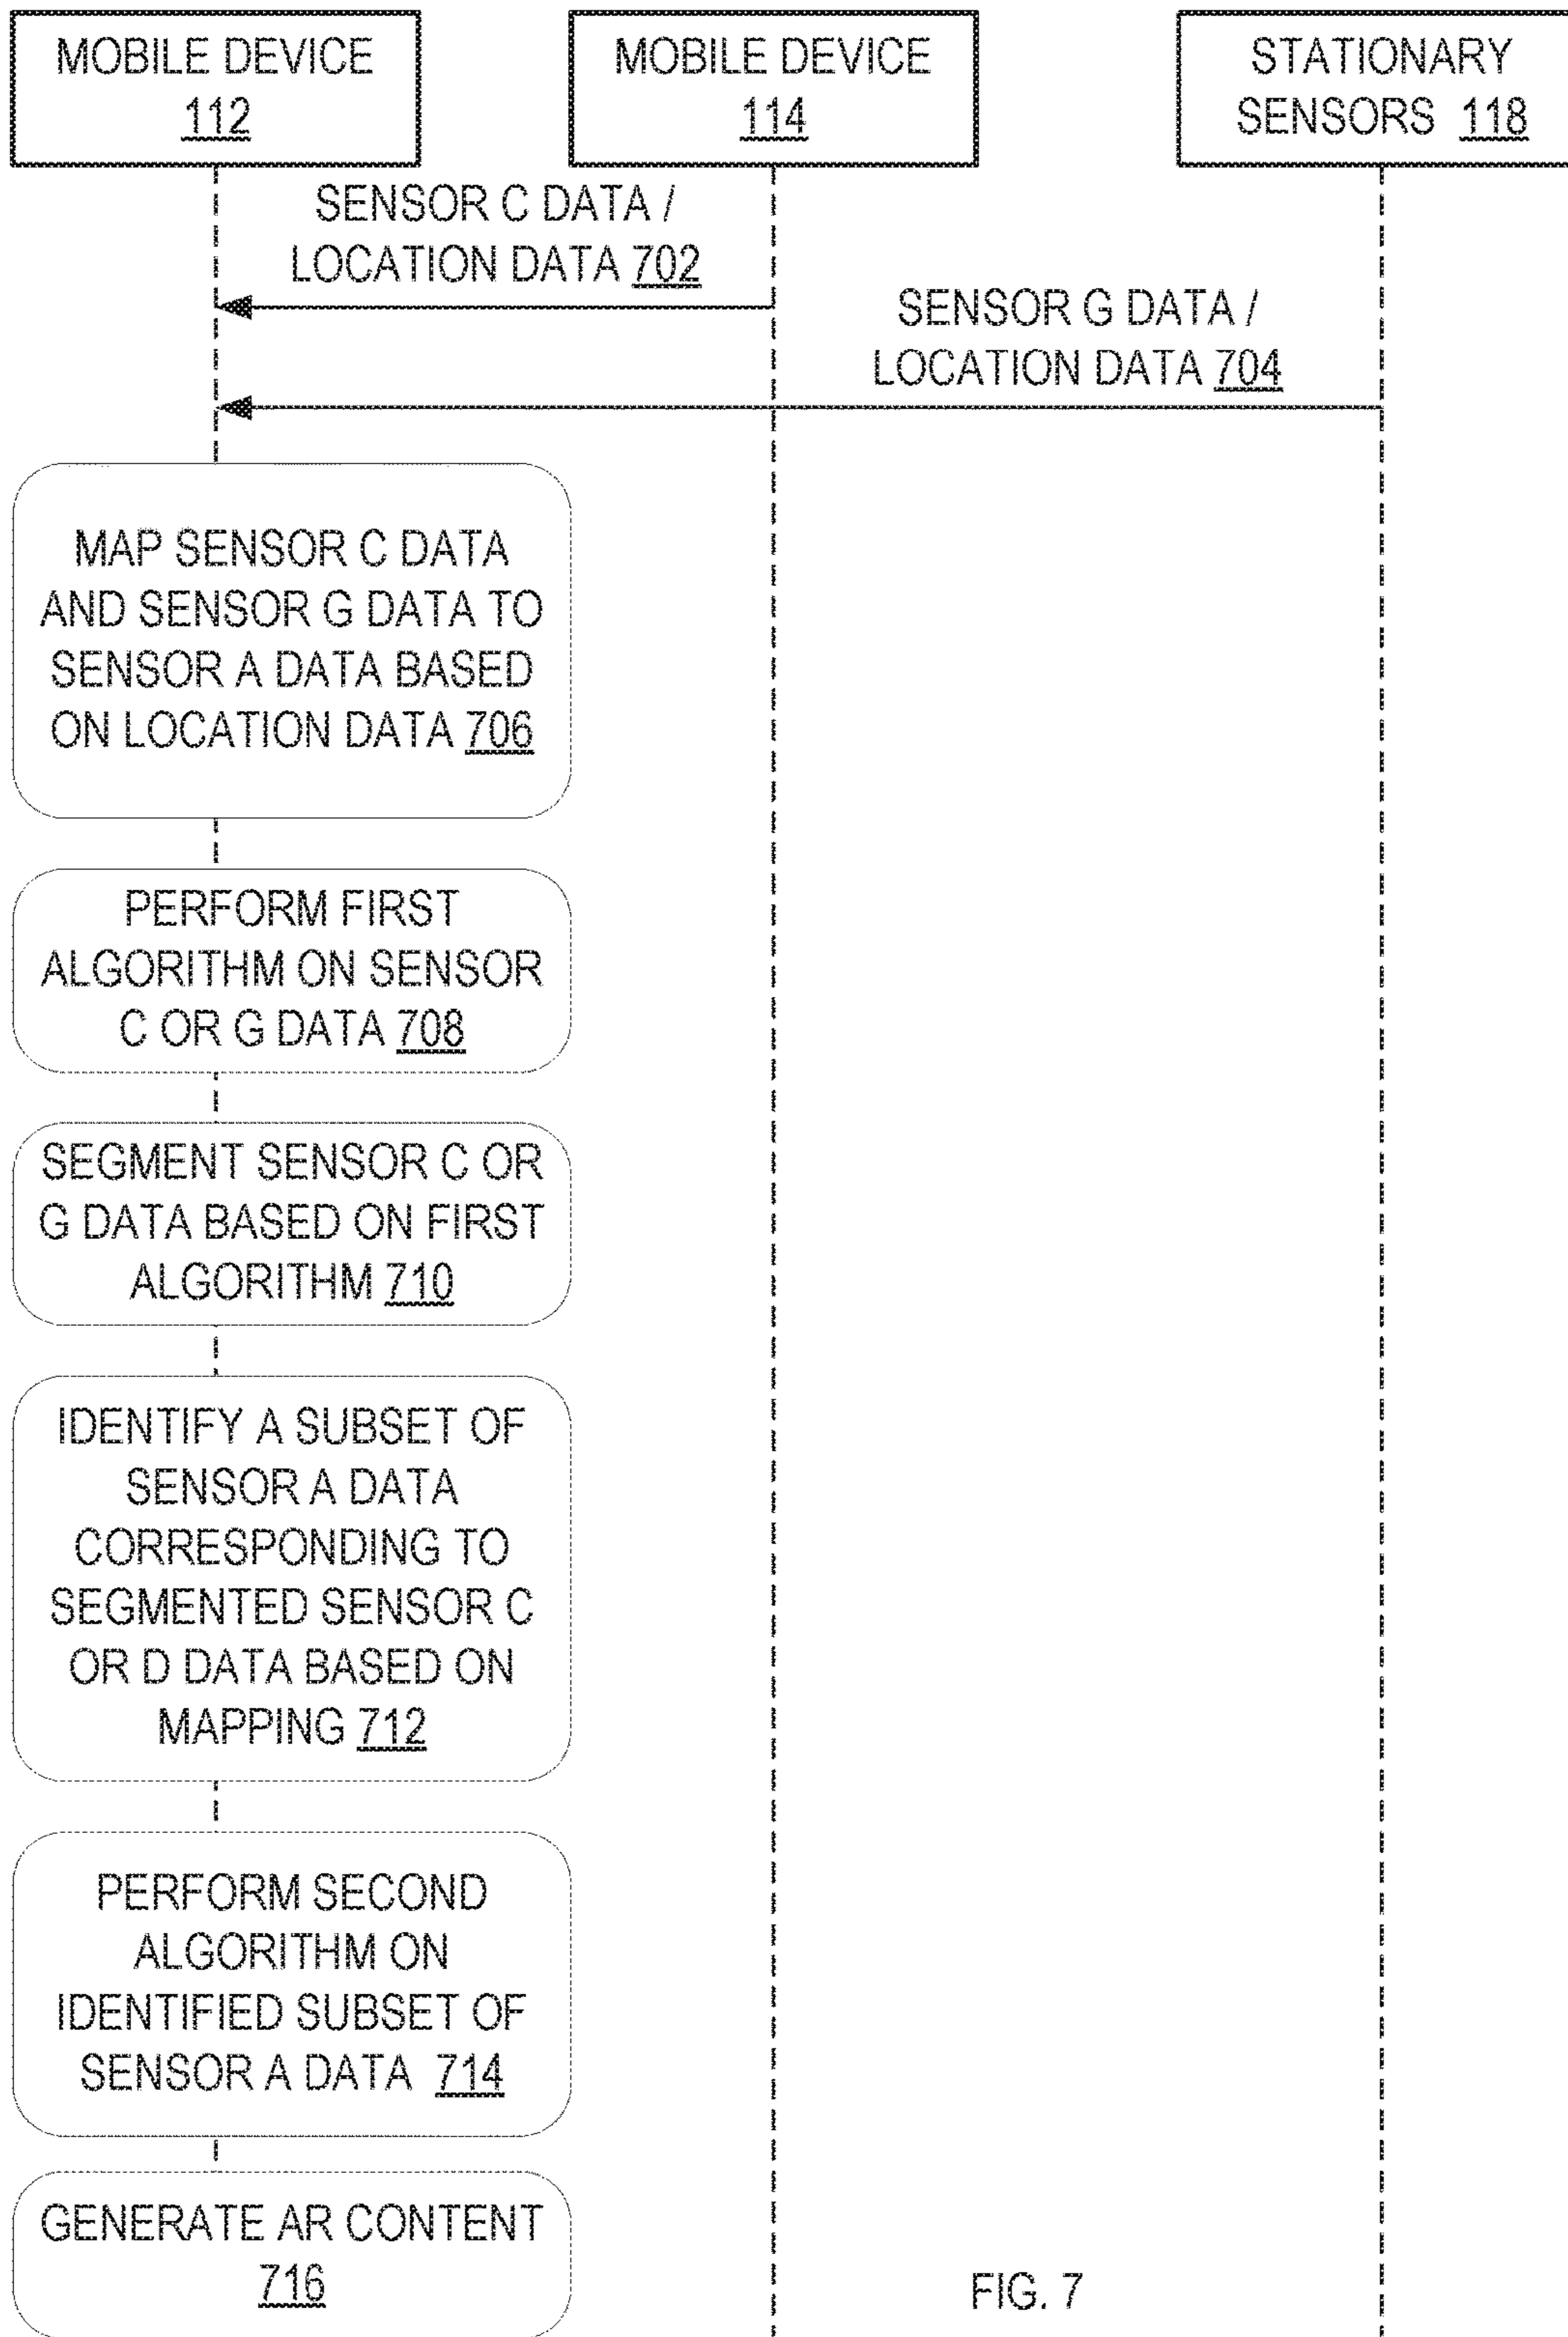 MOBILE DEVICE
112
MOBILE DEVICE
114
STATIONARY
SENSORS 118
SENSOR C DATA /
LOCATION DATA 702
SENSOR G DATA /
LOCATION DATA 704
MAP SENSOR C DATA
AND SENSOR G DATA TO
SENSOR A DATA BASED
ON LOCATION DATA 706
PERFORM FIRST
ALGORITHM ON SENSOR
C OR G DATA 708
SEGMENT SENSOR C OR
G DATA BASED ON FIRST
ALGORITHM 710
IDENTIFY A SUBSET OF
SENSOR A DATA
CORRESPONDING TO
SEGMENTED SENSOR C
OR D DATA BASED ON
MAPPING 712
PERFORM SECOND
ALGORITHM ON
IDENTIFIED SUBSET OF
SENSOR A DATA 714
GENERATE AR CONTENT
716
FIG. 7